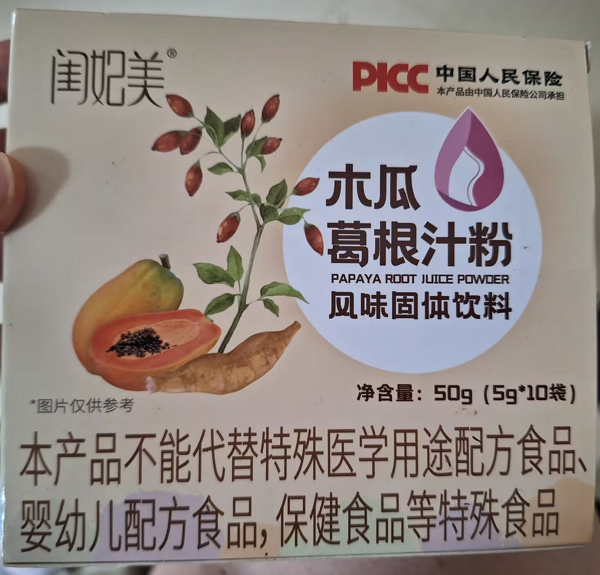 闺妃美®
PICC 中国人民保险
本产品由中国人民保险公司承担
木瓜
葛根汁粉
PAPAYA ROOT JUICE POWDER
风味固体饮料
净含量：50g（5g*10袋）
*图片仅供参考
本产品不能代替特殊医学用途配方食品、
婴幼儿配方食品，保健食品等特殊食品